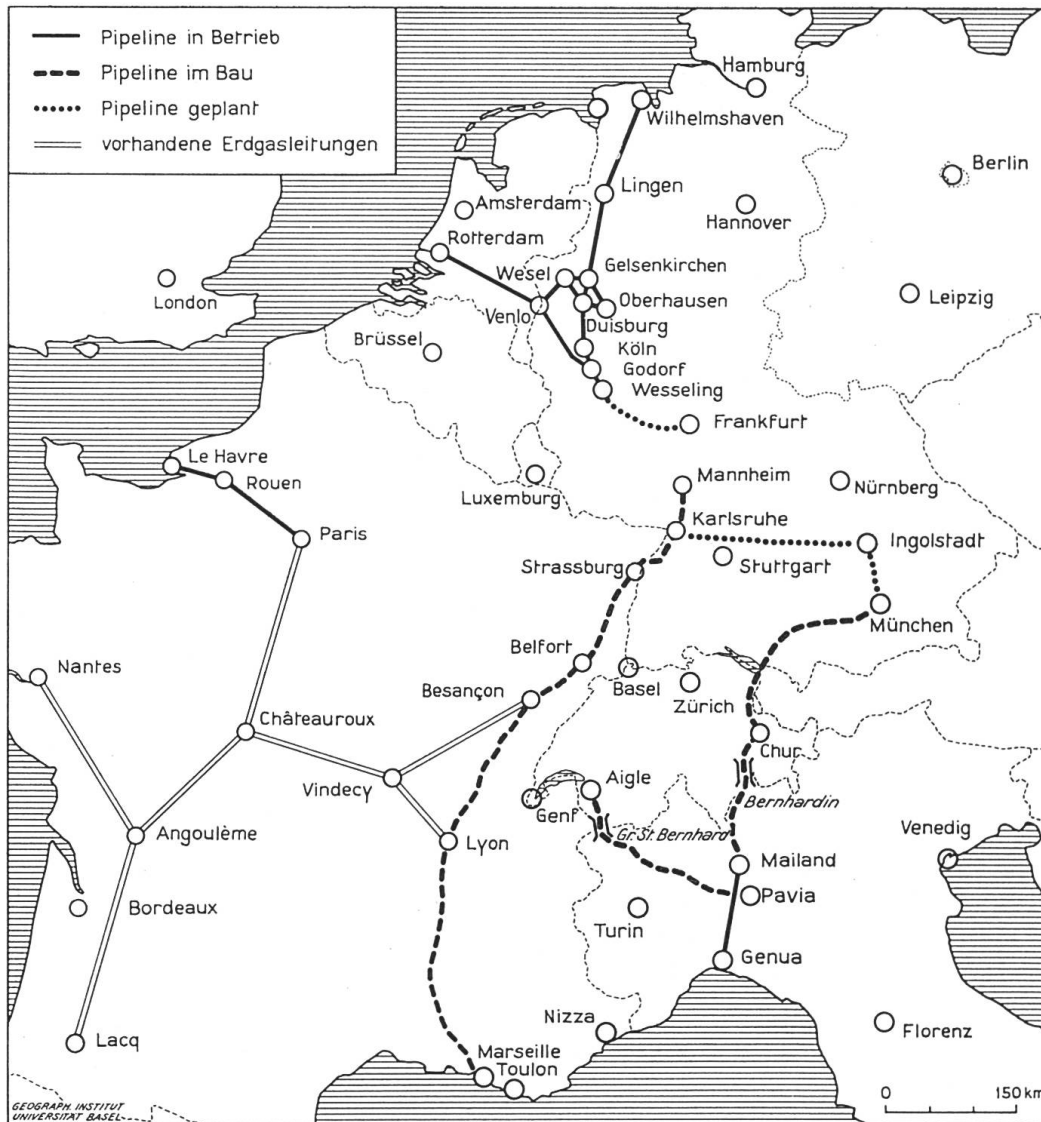 Pipeline in Betrieb
Pipeline im Bau
Pipeline geplant
vorhandene Erdgasleitungen
Hamburg
Wilhelmshaven
Berlin
Lingen
Amsterdam
Hannover
Rotterdam
Wesel
Gelsenkirchen
London
Oberhausen
Leipzig
Venlo
Duisburg
Brüssel
Köln
Godorf
Wesseling
Frankfurt
Le Havre
Rouen
Mannheim
Luxemburg
Nürnberg
Karlsruhe
Paris
Ingolstadt
Strassburg
Stuttgart
München
Belfort
Nantes
Basel
Besançon
Zürich
Châteauroux
Chur
Vindecy
Aigle
Bernhardin
Genf
Gr. St. Bernhard
Angoulème
Lyon
Venedig
Mailand
Pavia
Bordeaux
Turin
Genua
Nizza
Florenz
Lacq
Marseille
Toulon
0 150 km
GEOGRAPH. INSTITUT
UNIVERSITÄT BASEL